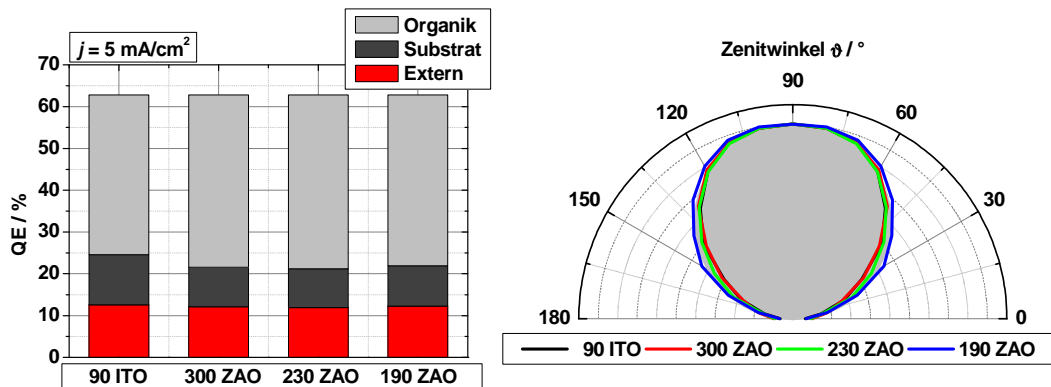 j = 5 mA/cm²
Organik
Substrat
Extern
QE / %
70
60
50
40
30
20
10
0
90 ITO
300 ZAO
230 ZAO
190 ZAO
Zenitwinkel ϑ / °
90
120
60
150
30
180
0
90 ITO
300 ZAO
230 ZAO
190 ZAO